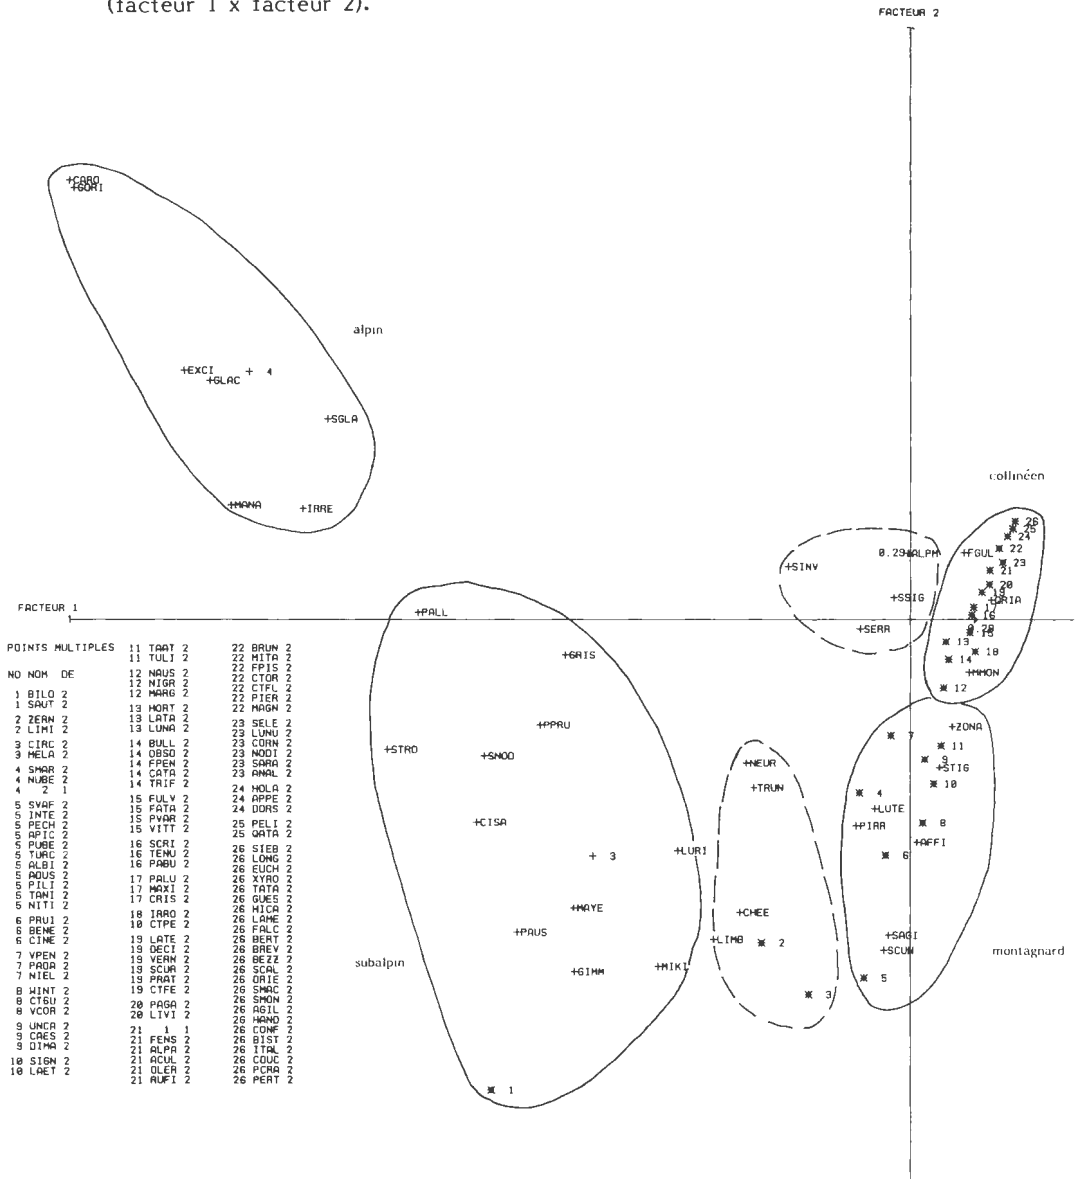 (facteur 1 x facteur 2).
FACTEUR 2
+CARO
+GORI
alpin
+EXCI
+ 4
+GLAC
+SGLA
+MANA
+IRRE
collinéen
26
25
24
22
23
21
20
19
+FGUL
0.29
ALPM
+SINV
+SSIG
+SERR
+ORIA
17
16
0.28
15
13
18
14
+MMON
12
FACTEUR 1
+PALL
+GRIS
+PPRU
+STRO
+SNOD
+CISA
+ 3
+LURI
+MAYE
+PAUS
subalpin
+GIMM
+MIKI
1
+NEUR
+TRUN
+CHEE
+LIMB
2
3
+ZONA
7
11
9
+STIG
10
4
+LUTE
+PIRR
8
+AFFI
6
+SAGI
+SCUN
montagnard
5
POINTS MULTIPLES
NO NOM DE
1 BILO 2
1 SAUT 2
2 ZERN 2
2 LIMI 2
3 CIRC 2
3 MELA 2
4 SMAR 2
4 NUBE 2
4 2 1
5 SVAF 2
5 INTE 2
5 PECH 2
5 APIC 2
5 PUBE 2
5 TURC 2
5 ALBI 2
5 ADUS 2
5 PILI 2
5 TANI 2
5 NITI 2
6 PRUI 2
6 BENE 2
6 CINE 2
7 VPEN 2
7 PADA 2
7 NIEL 2
8 WINT 2
8 CTGU 2
8 VCOR 2
9 UNCA 2
9 CAES 2
9 DIMA 2
10 SIGN 2
10 LAET 2
11 TAAT 2
11 TULI 2
12 NAUS 2
12 NIGR 2
12 MARG 2
13 HORT 2
13 LATA 2
13 LUNA 2
14 BULL 2
14 OBSO 2
14 FPEN 2
14 CATA 2
14 TRIF 2
15 FULV 2
15 FATA 2
15 PVAR 2
15 VITT 2
16 SCRI 2
16 TENU 2
16 PABU 2
17 PALU 2
17 MAXI 2
17 CRIS 2
18 IRRO 2
18 CTPE 2
19 LATE 2
19 DECI 2
19 VERN 2
19 SCUA 2
19 PRAT 2
19 CTFE 2
20 PAGA 2
20 LIVI 2
21 1 1
21 FENS 2
21 ALPA 2
21 ACUL 2
21 OLER 2
21 RUFI 2
22 BRUN 2
22 MITA 2
22 FPIS 2
22 CTOR 2
22 CTFL 2
22 PIER 2
22 MAGN 2
23 SELE 2
23 LUNU 2
23 CORN 2
23 NODI 2
23 SARA 2
23 ANAL 2
24 HOLA 2
24 APPE 2
24 DORS 2
25 PELI 2
25 QATA 2
26 SIEB 2
26 LONG 2
26 EUCH 2
26 XYRO 2
26 TATA 2
26 GUES 2
26 MICA 2
26 LAME 2
26 FALC 2
26 BERT 2
26 BREV 2
26 BEZZ 2
26 SCAL 2
26 ORIE 2
26 SMAC 2
26 SMON 2
26 AGIL 2
26 HAND 2
26 CONF 2
26 BIST 2
26 ITAL 2
26 COUC 2
26 PCRA 2
26 PERT 2